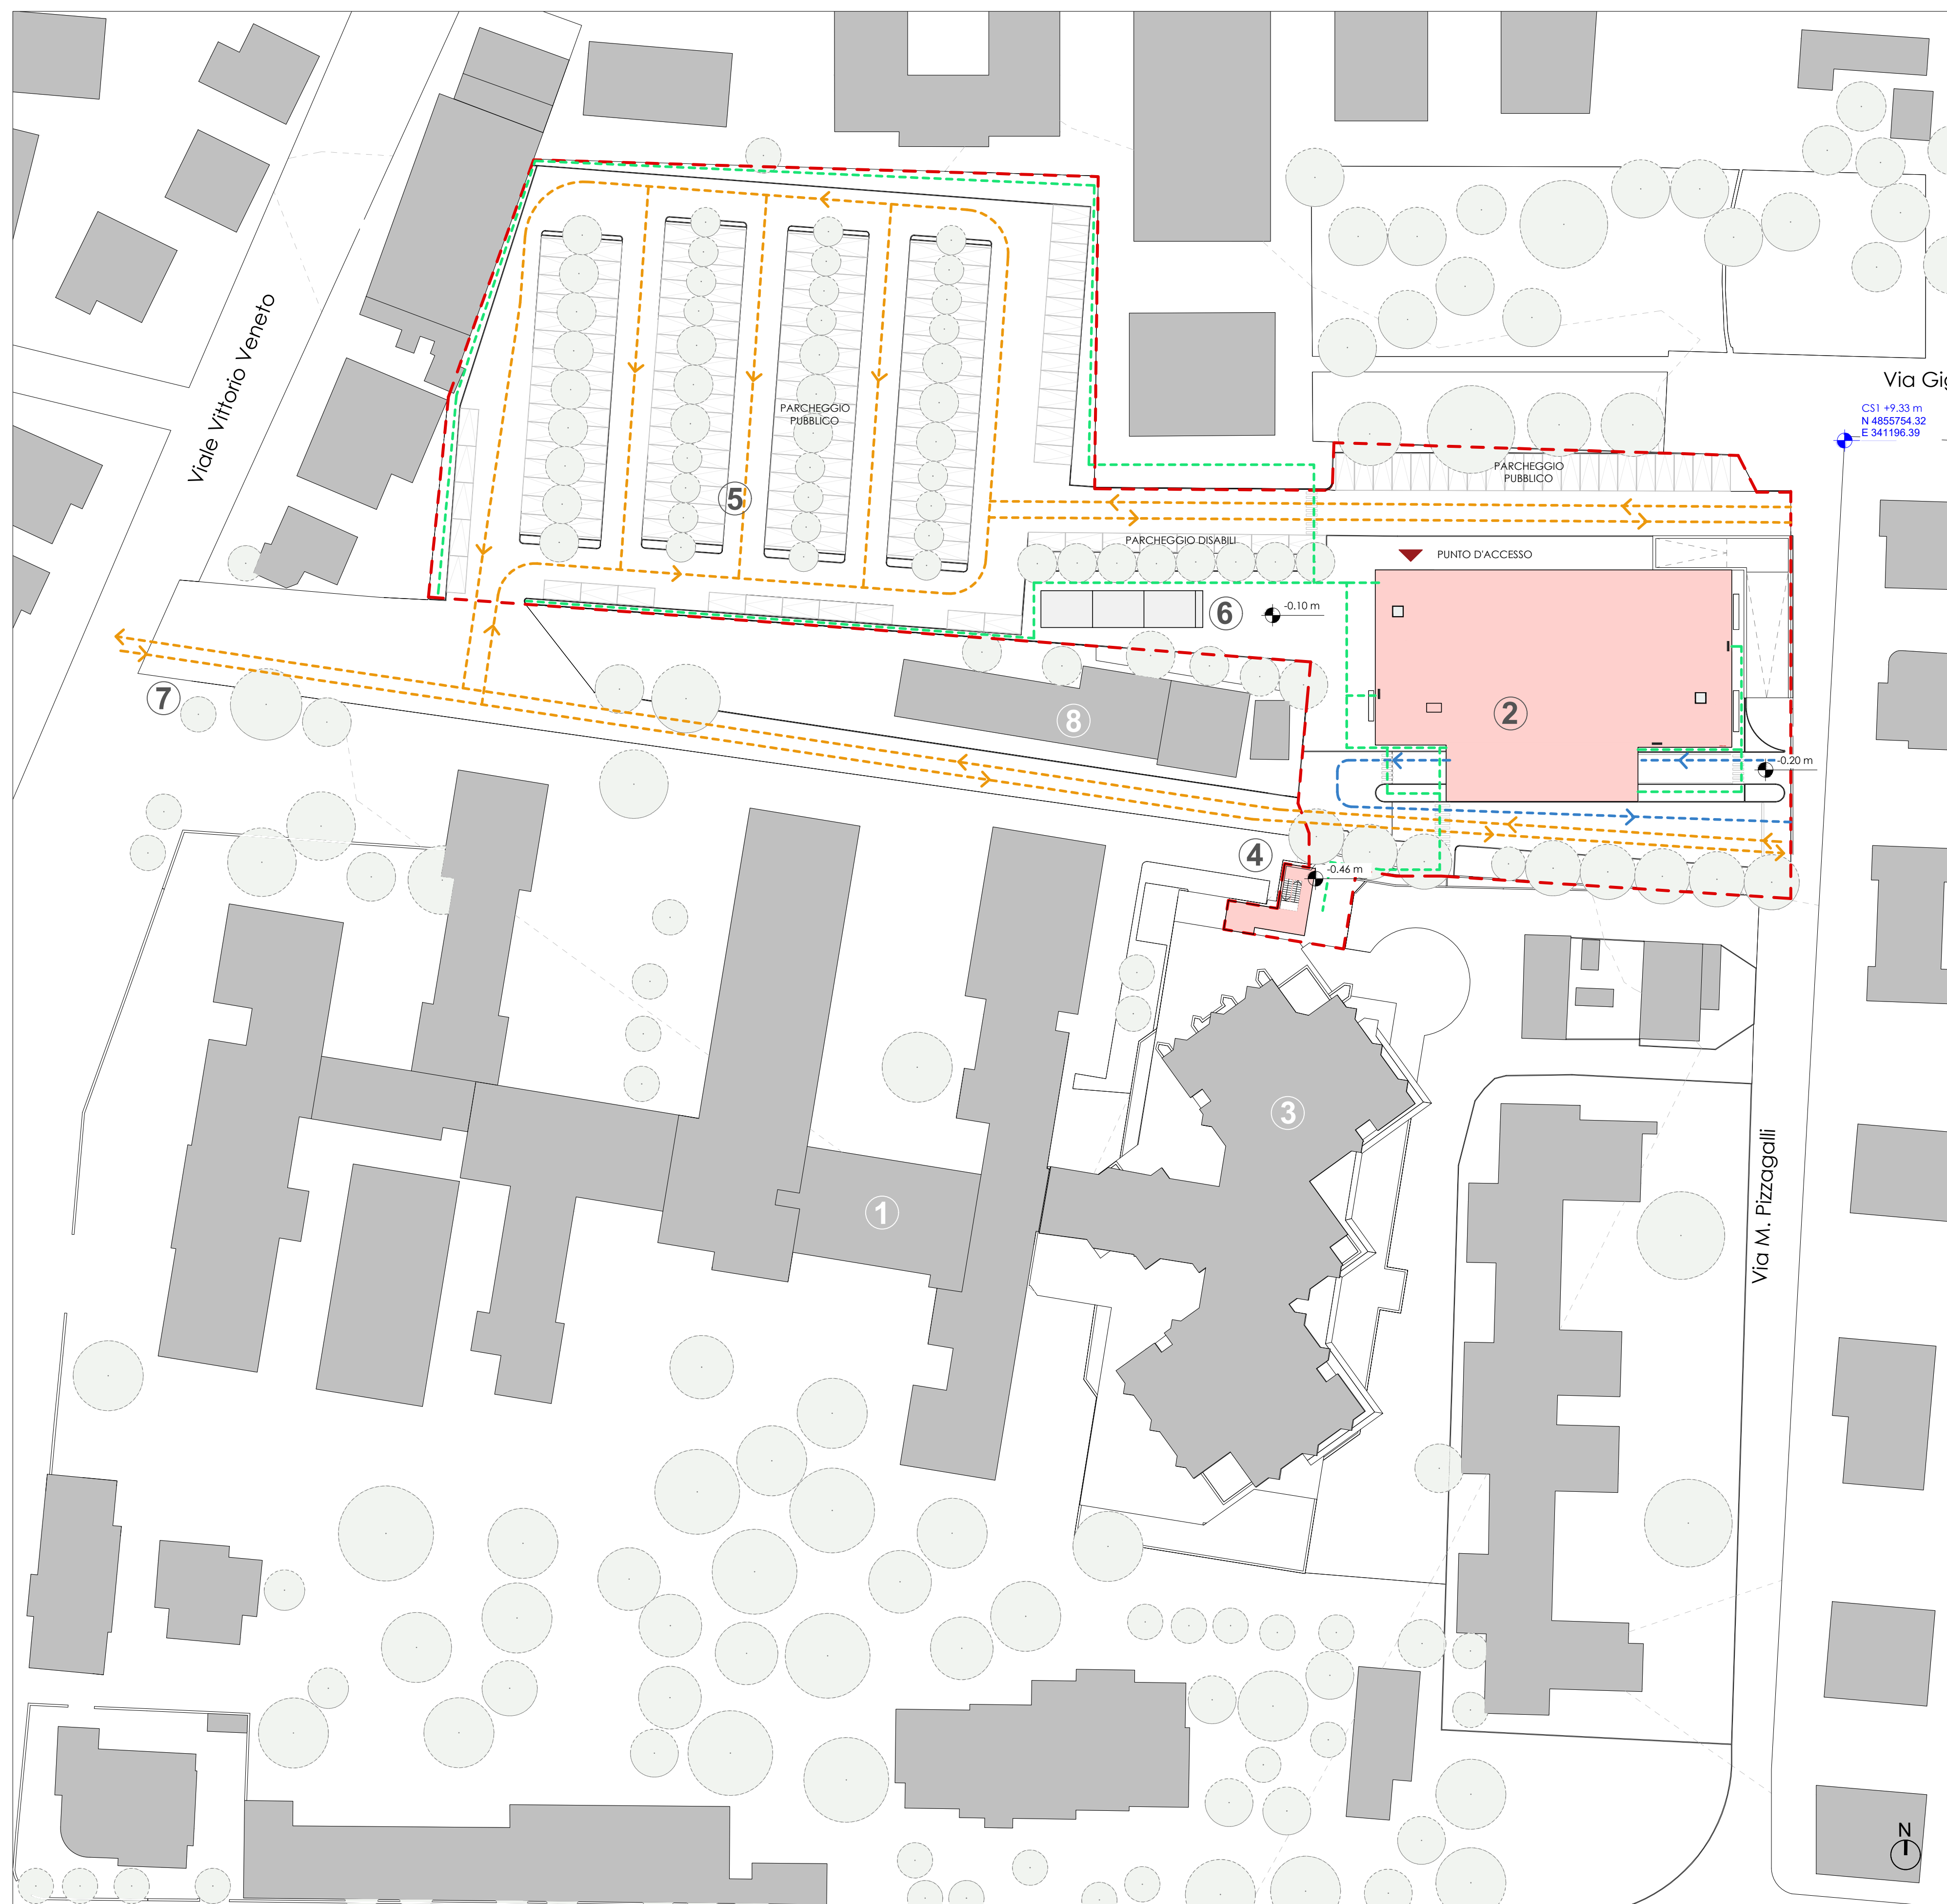 Viale Vittorio Veneto
PARCHEGGIO
PUBBLICO
5
Via Gig
CS1 +9.33 m
N 4855754.32
E 341196.39
PARCHEGGIO
PUBBLICO
PARCHEGGIO DISABILI
PUNTO D'ACCESSO
6
-0.10 m
7
8
2
-0.20 m
4
-0.46 m
3
1
Via M. Pizzagalli
N